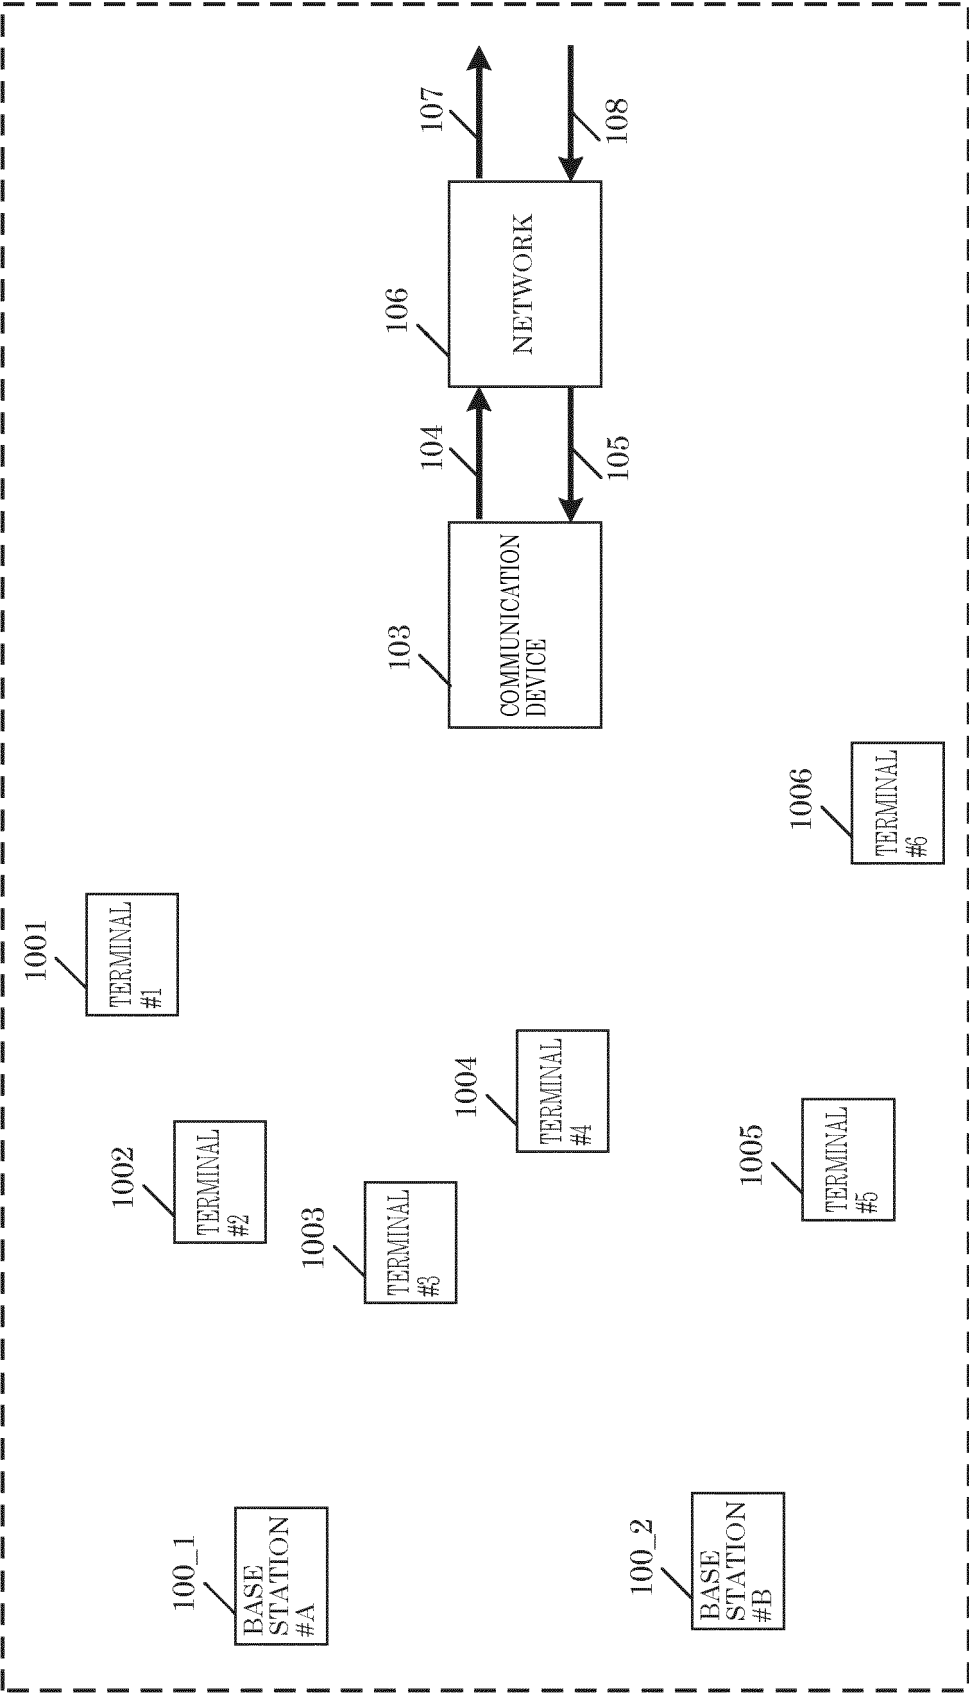 1001
TERMINAL
#1
1002
TERMINAL
#2
100_1
BASE
STATION
#A
1003
TERMINAL
#3
103
COMMUNICATION
DEVICE
104
105
106
NETWORK
107
108
1004
TERMINAL
#4
100_2
BASE
STATION
#B
1005
TERMINAL
#5
1006
TERMINAL
#6